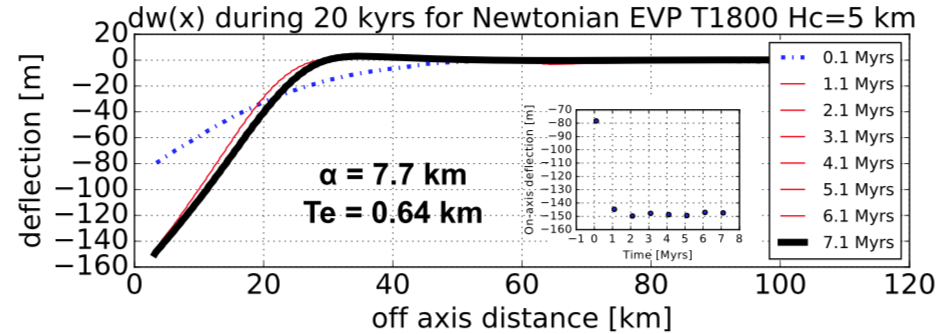 dw(x) during 20 kyrs for Newtonian EVP T1800 Hc=5 km
deflection [m]
20
0
−20
−40
−60
−80
−100
−120
−140
−160
0 20 40 60 80 100 120
off axis distance [km]
α = 7.7 km
Te = 0.64 km
On-axis deflection [m]
−70
−80
−90
−100
−110
−120
−130
−140
−150
−160
−1 0 1 2 3 4 5 6 7 8
Time [Myrs]
0.1 Myrs
1.1 Myrs
2.1 Myrs
3.1 Myrs
4.1 Myrs
5.1 Myrs
6.1 Myrs
7.1 Myrs